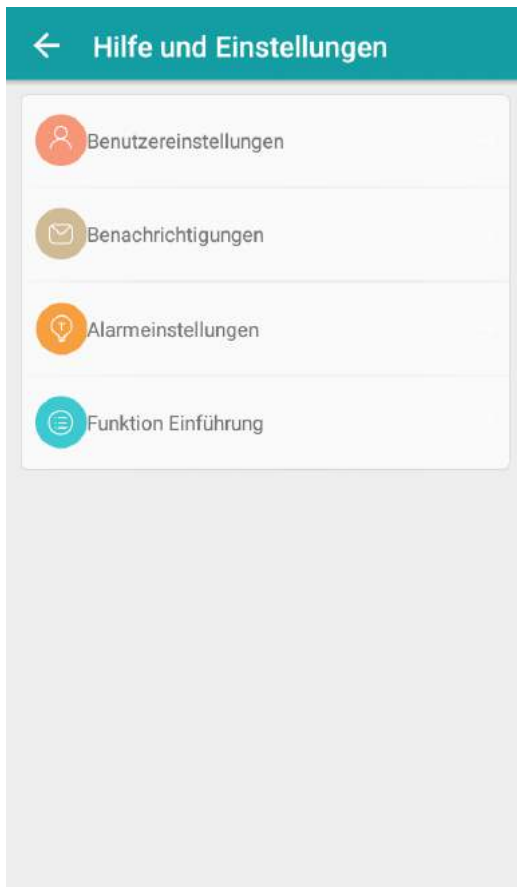 Hilfe und Einstellungen
Benutzereinstellungen
Benachrichtigungen
Alarmeinstellungen
Funktion Einführung